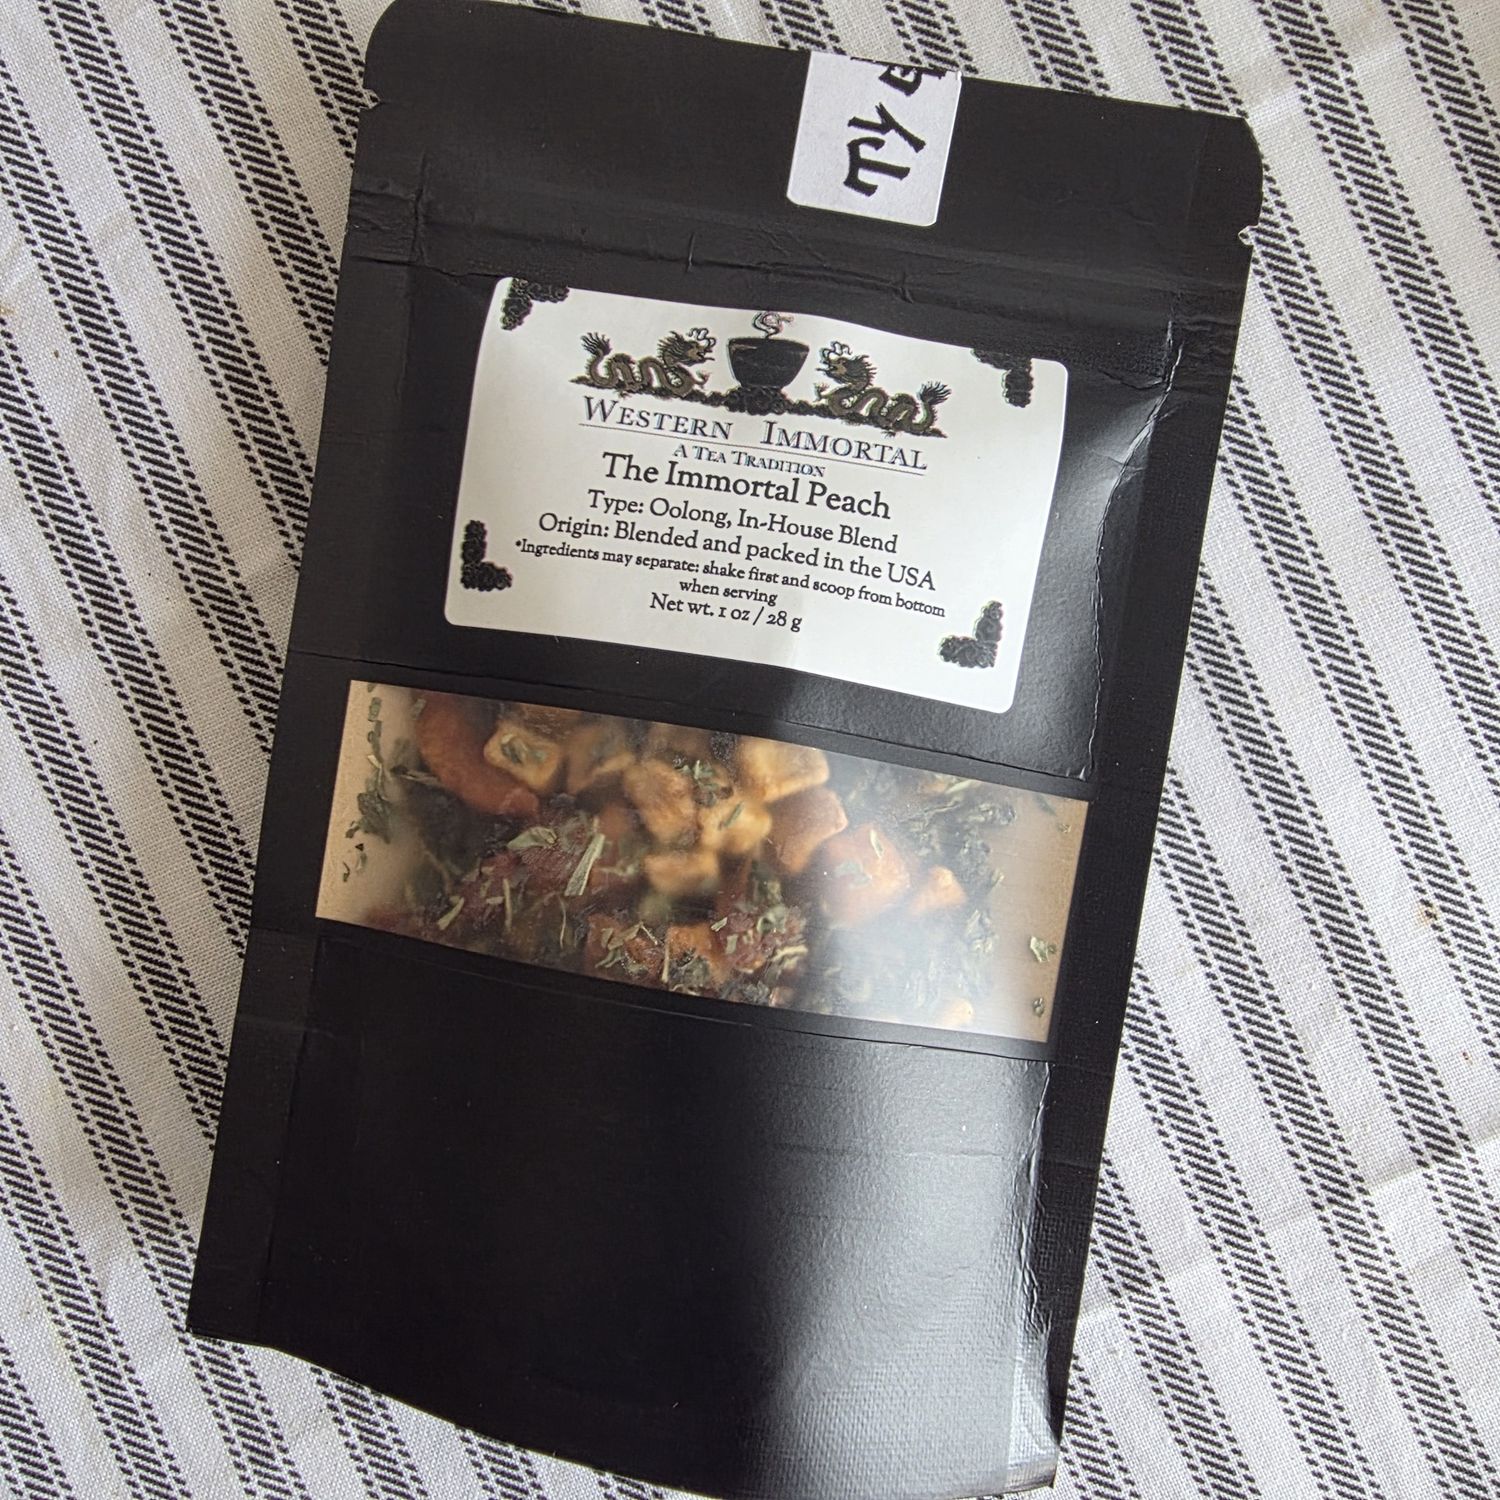 仙
WESTERN IMMORTAL
A TEA TRADITION
The Immortal Peach
Type: Oolong, In-House Blend
Origin: Blended and packed in the USA
*Ingredients may separate: shake first and scoop from bottom
when serving
Net wt. 1 oz / 28 g